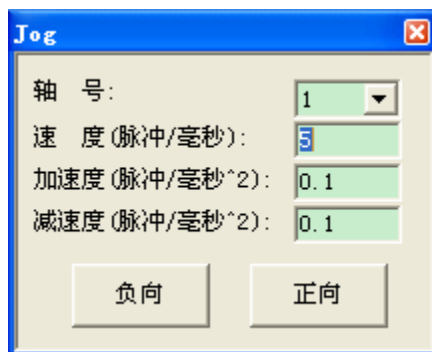 Jog
轴 号: 1
速 度(脉冲/毫秒): 5
加速度(脉冲/毫秒^2): 0.1
减速度(脉冲/毫秒^2): 0.1
负向 正向